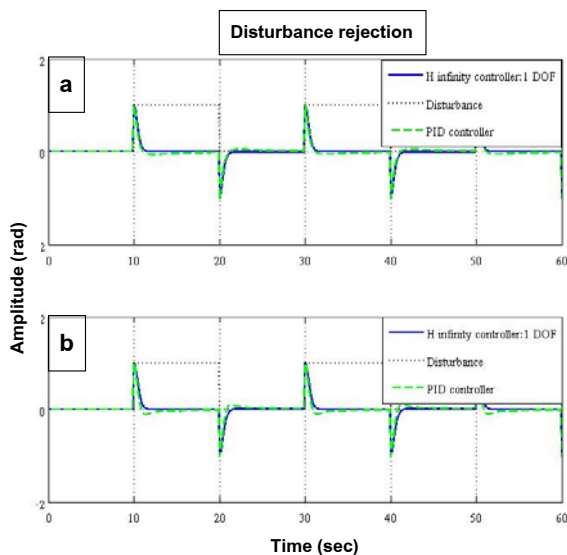 Disturbance rejection
a
2
0
2
0 10 20 30 40 50 60
H infinity controller:1 DOF
Disturbance
PID controller
Amplitude (rad)
b
2
0
-2
0 10 20 30 40 50 60
H infinity controller:1 DOF
Disturbance
PID controller
Time (sec)